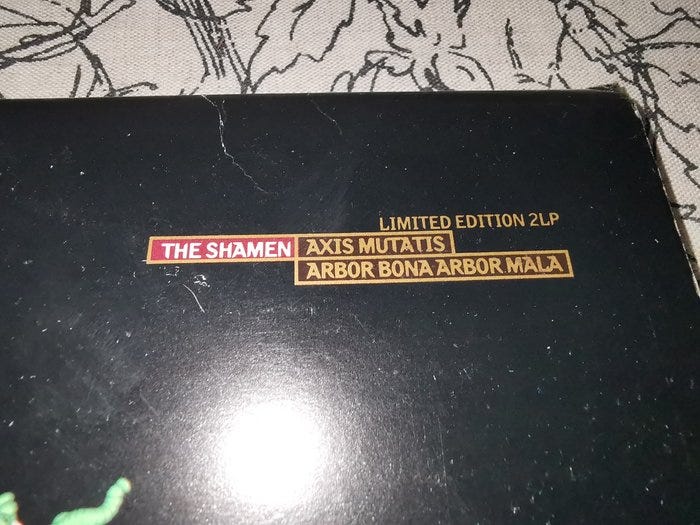 LIMITED EDITION 2LP
THE SHAMEN AXIS MUTATIS
ARBOR BONA ARBOR MALA